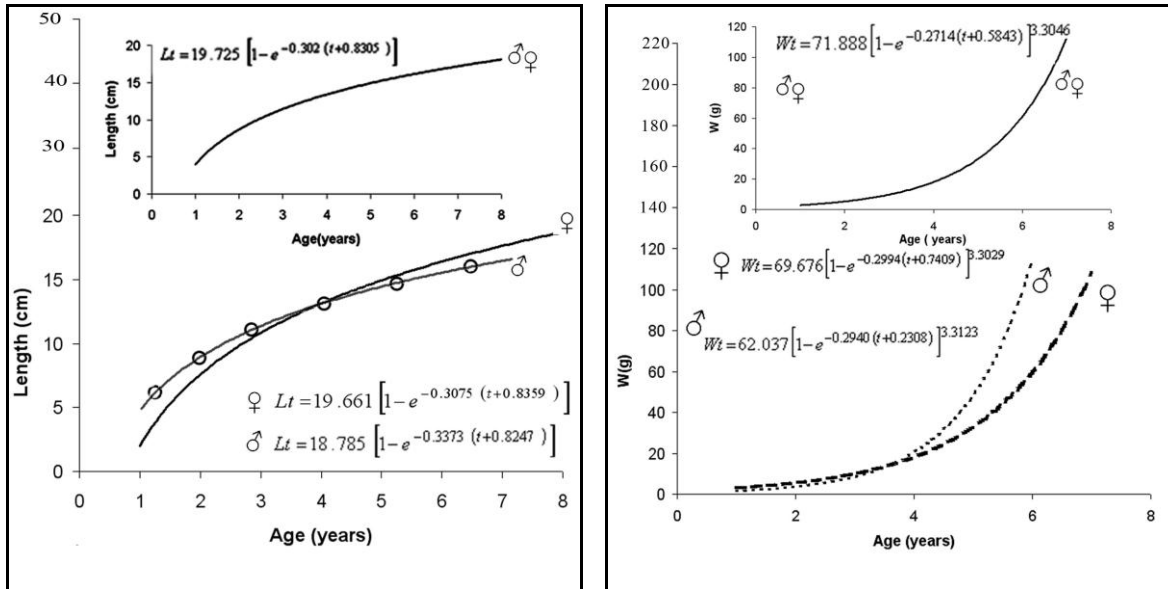 50
40
30
20
15
10
5
0
Length (cm)
20
15
10
5
0
Length (cm)
Lt = 19.725 [1-e^-0.302(t+0.8305)]
♂♀
0 1 2 3 4 5 6 7 8
Age(years)
♀
♂
♀ Lt = 19.661 [1-e^-0.3075 (t+0.8359)]
♂ Lt = 18.785 [1-e^-0.3373 (t+0.8247)]
0 1 2 3 4 5 6 7 8
Age (years)
220
200
180
160
140
120
100
80
60
40
20
0
W(g)
120
100
80
60
40
20
0
W (g)
Wt = 71.888 [1-e^-0.2714(t+0.5843)]^3.3046
♂♀
♂♀
0 2 4 6 8
Age ( years)
♀ Wt = 69.676 [1-e^-0.2994(t+0.7409)]^3.3029
♂ Wt = 62.037 [1-e^-0.2940(t+0.2308)]^3.3123
♂
♀
0 2 4 6 8
Age (years)